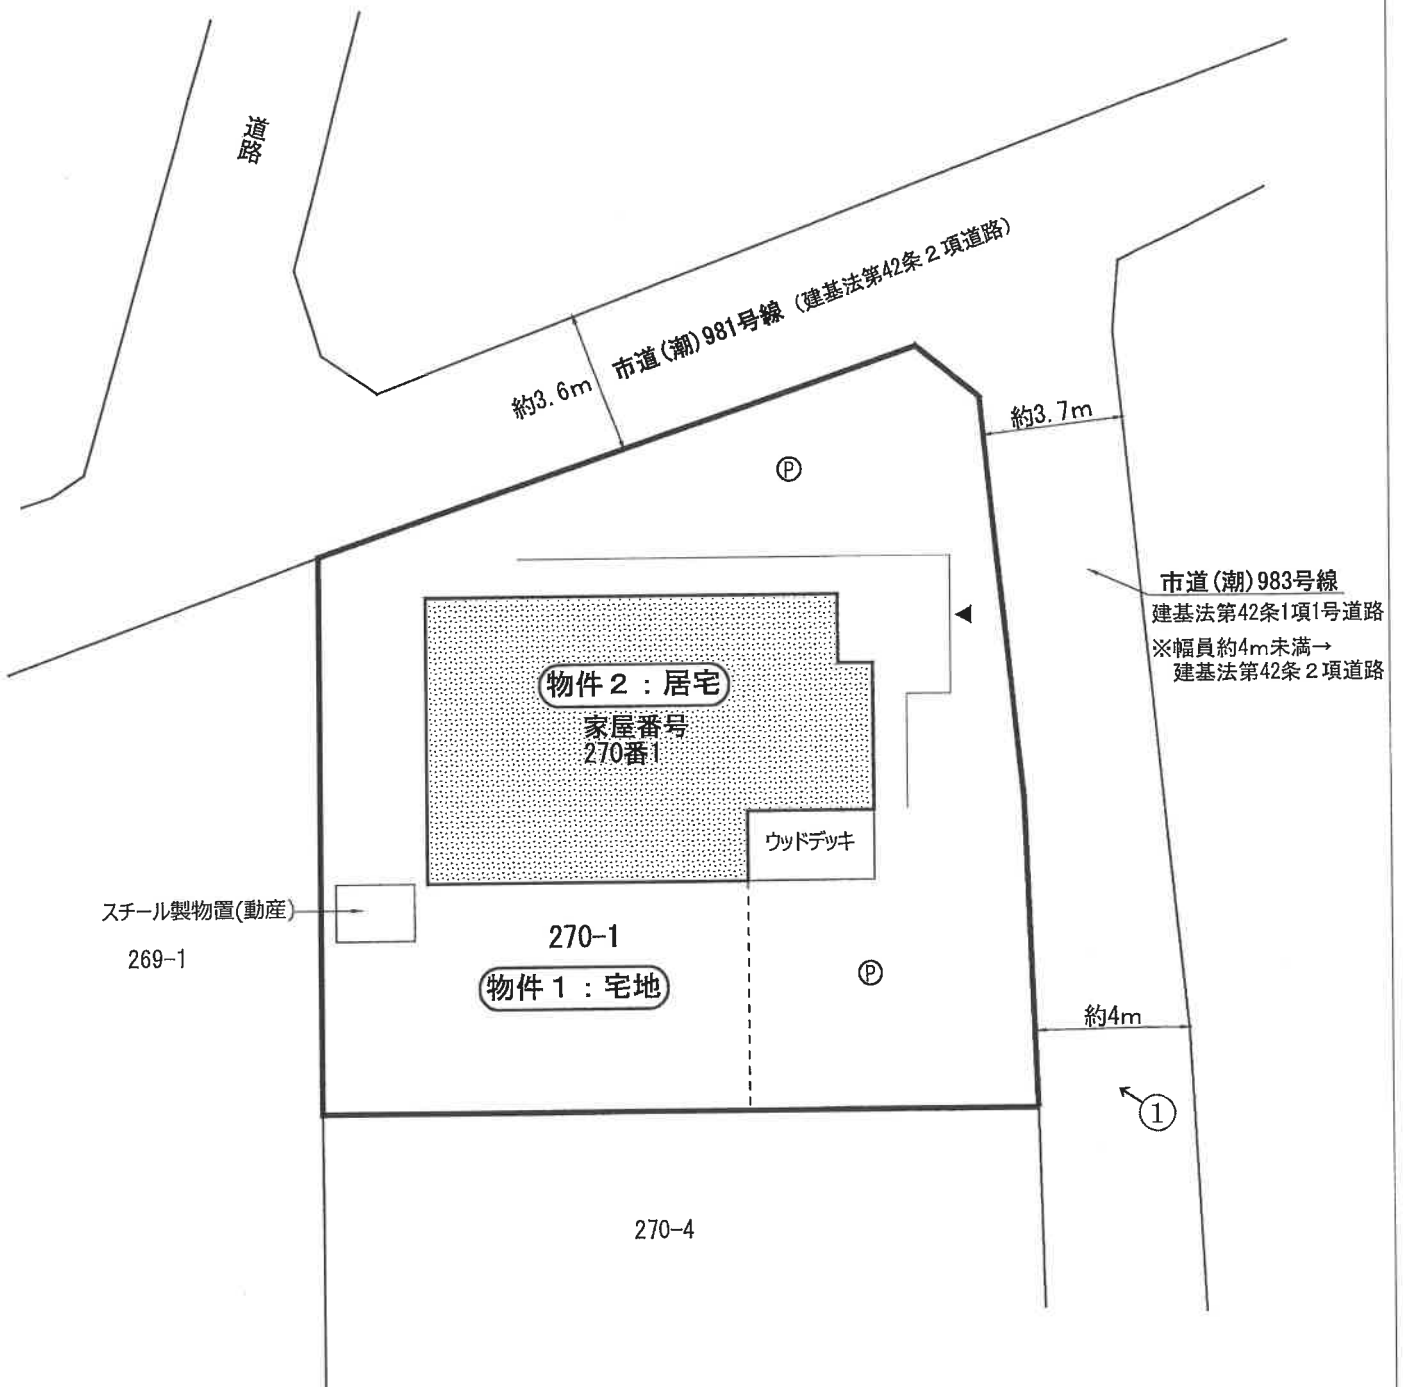 道路
市道(潮)981号線（建基法第42条２項道路）
約3.6m
約3.7m
Ⓟ
市道(潮)983号線
建基法第42条1項1号道路
※幅員約4m未満→
建基法第42条２項道路
物件２：居宅
家屋番号
270番1
ウッドデッキ
スチール製物置(動産)
269-1
270-1
物件１：宅地
Ⓟ
約4m
①
270-4